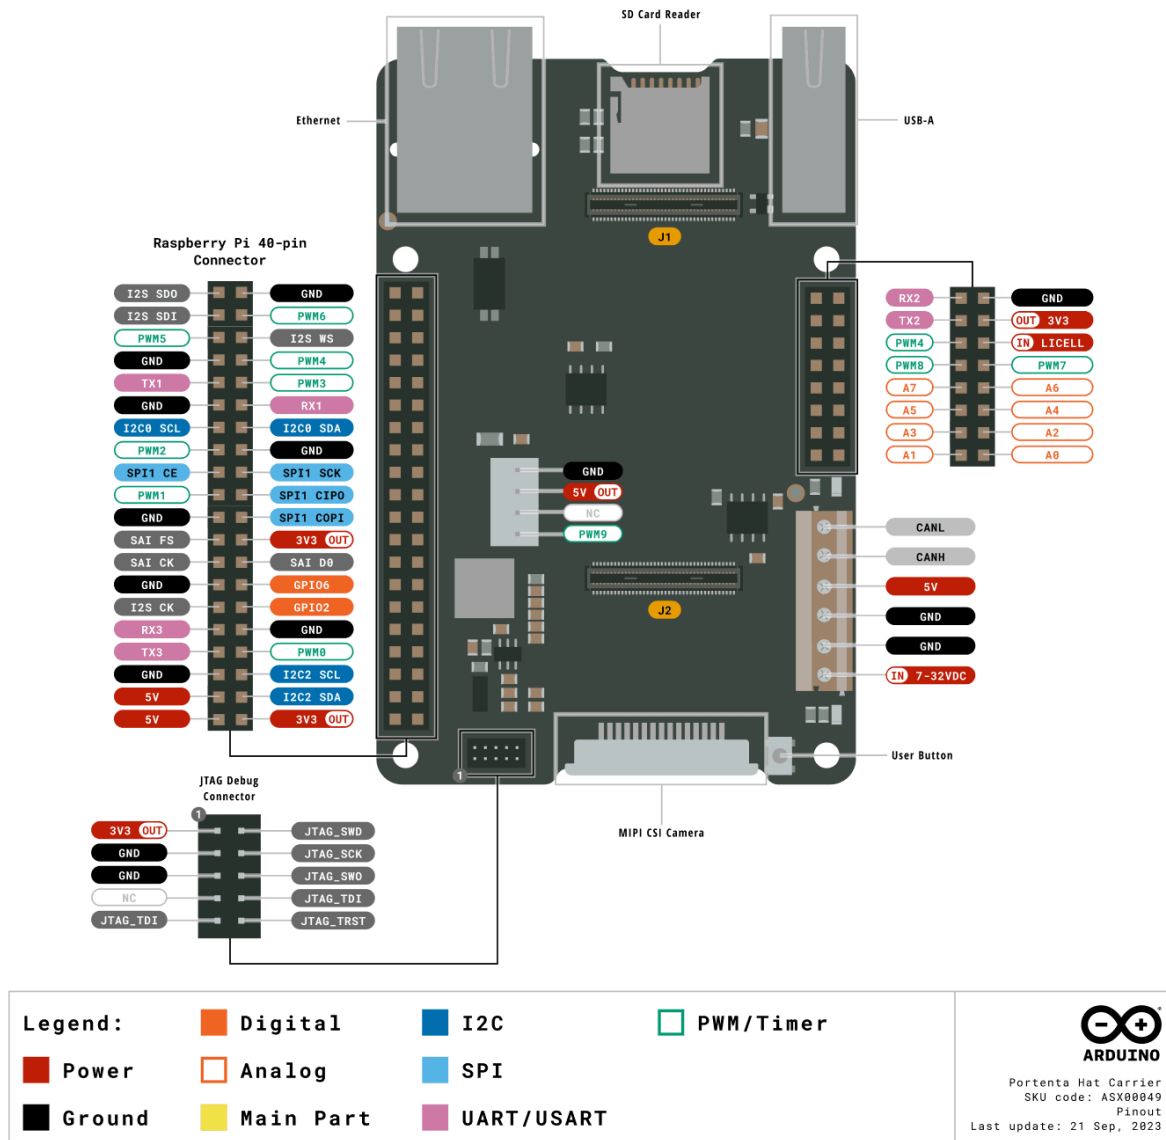 SD Card Reader
Ethernet
USB-A
J1
Raspberry Pi 40-pin
Connector
I2S SDO GND
I2S SDI PWM6
PWM5 I2S WS
GND PWM4
TX1 PWM3
GND RX1
I2C0 SCL I2C0 SDA
PWM2 GND
SPI1 CE SPI1 SCK
PWM1 SPI1 CIPO
GND SPI1 COPI
SAI FS 3V3 OUT
SAI CK SAI D0
GND GPIO6
I2S CK GPIO2
RX3 GND
TX3 PWM0
GND I2C2 SCL
5V I2C2 SDA
5V 3V3 OUT
RX2 GND
TX2 OUT 3V3
PWM4 IN LICELL
PWM8 PWM7
A7 A6
A5 A4
A3 A2
A1 A0
GND
5V OUT
NC
PWM9
J2
CANL
CANH
5V
GND
GND
IN 7-32VDC
User Button
1
MIPI CSI Camera
JTAG Debug
Connector
1
3V3 OUT JTAG_SWD
GND JTAG_SCK
GND JTAG_SWO
NC JTAG_TDI
JTAG_TDI JTAG_TRST
Legend: Digital I2C PWM/Timer
Power Analog SPI
Ground Main Part UART/USART
ARDUINO
Portenta Hat Carrier
SKU code: ASX00049
Pinout
Last update: 21 Sep, 2023